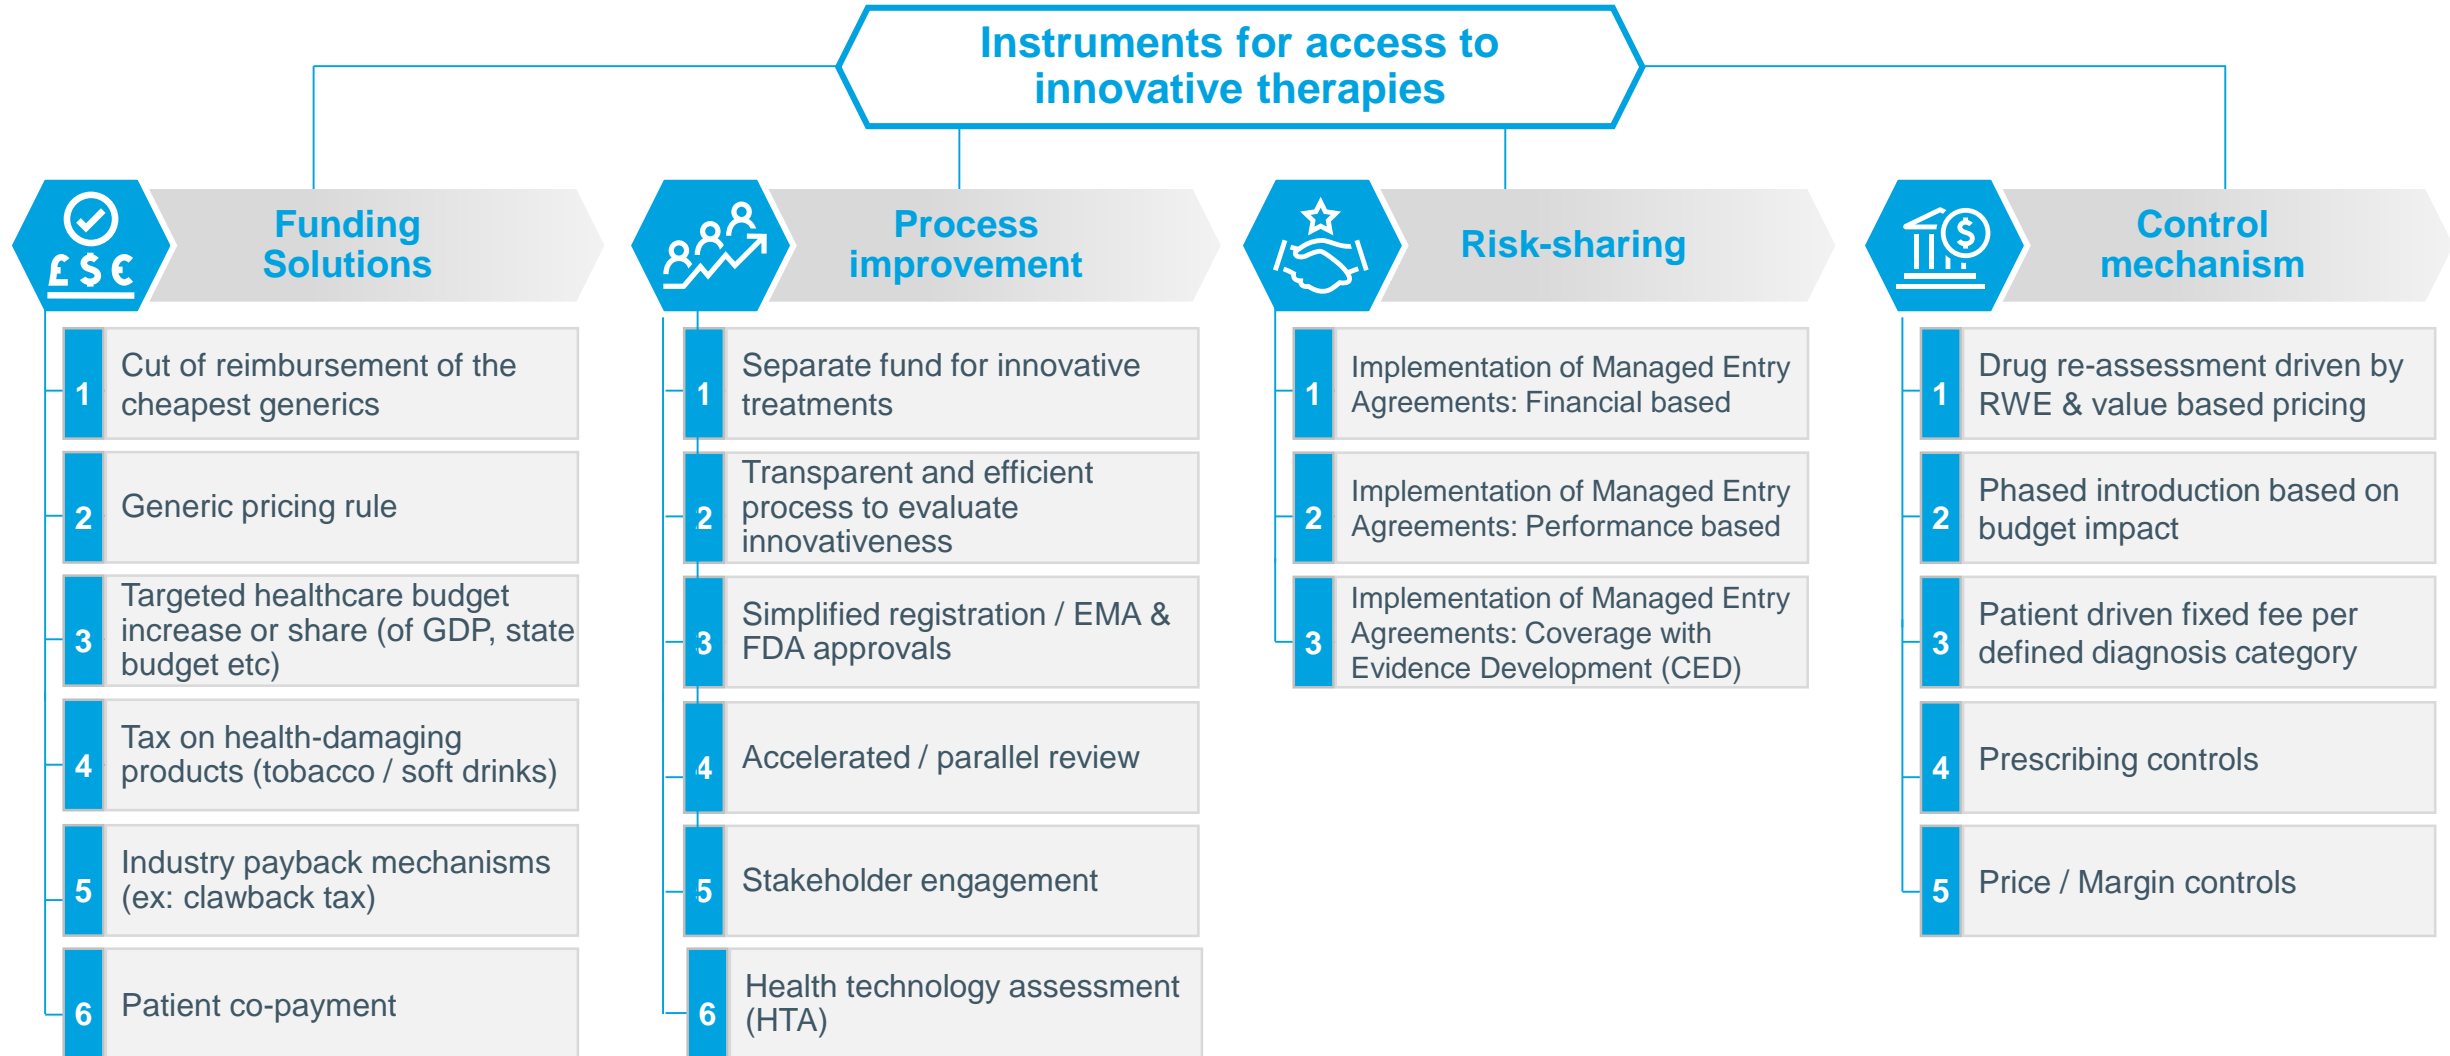 Instruments for access to
innovative therapies
£ $ €
Funding
Solutions
1
Cut of reimbursement of the
cheapest generics
2
Generic pricing rule
3
Targeted healthcare budget
increase or share (of GDP, state
budget etc)
4
Tax on health-damaging
products (tobacco / soft drinks)
5
Industry payback mechanisms
(ex: clawback tax)
6
Patient co-payment
Process
improvement
1
Separate fund for innovative
treatments
2
Transparent and efficient
process to evaluate
innovativeness
3
Simplified registration / EMA &
FDA approvals
4
Accelerated / parallel review
5
Stakeholder engagement
6
Health technology assessment
(HTA)
Risk-sharing
1
Implementation of Managed Entry
Agreements: Financial based
2
Implementation of Managed Entry
Agreements: Performance based
3
Implementation of Managed Entry
Agreements: Coverage with
Evidence Development (CED)
$
Control
mechanism
1
Drug re-assessment driven by
RWE & value based pricing
2
Phased introduction based on
budget impact
3
Patient driven fixed fee per
defined diagnosis category
4
Prescribing controls
5
Price / Margin controls